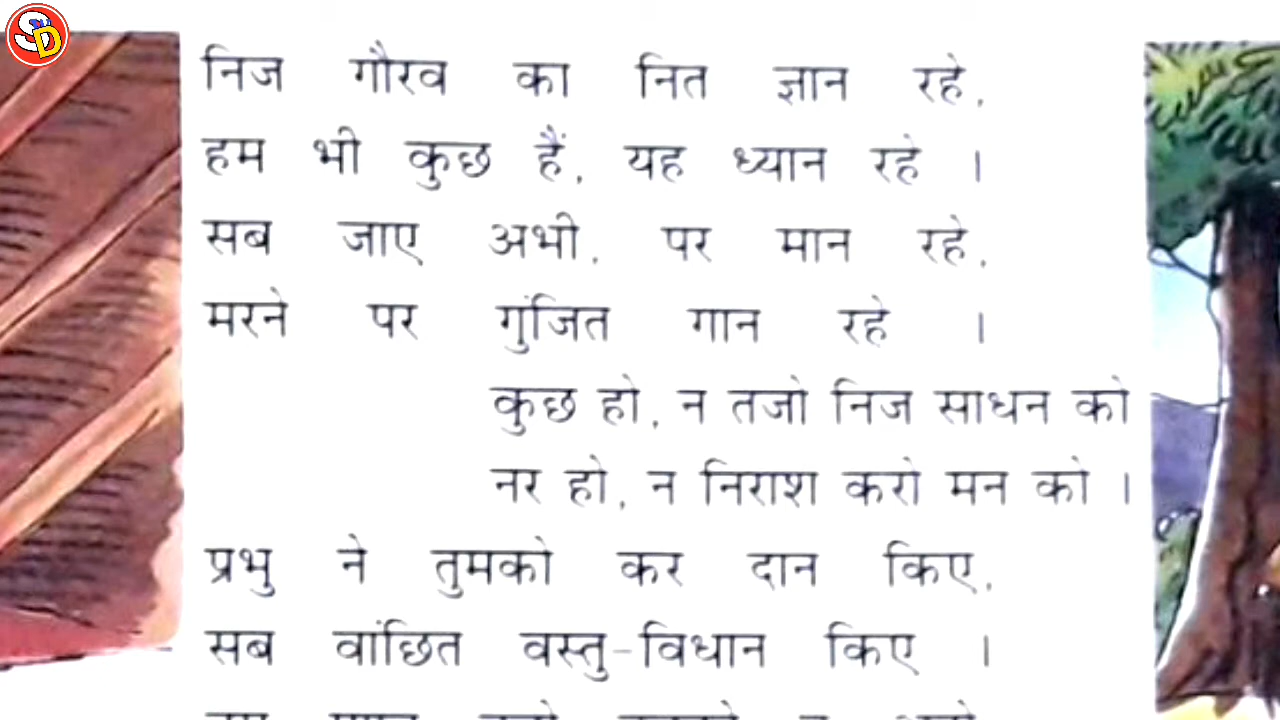 SD
निज गौरव का नित ज्ञान रहे,
हम भी कुछ हैं, यह ध्यान रहे ।
सब जाए अभी, पर मान रहे,
मरने पर गुंजित गान रहे ।
कुछ हो, न तजो निज साधन को
नर हो, न निराश करो मन को ।
प्रभु ने तुमको कर दान किए,
सब वांछित वस्तु-विधान किए ।